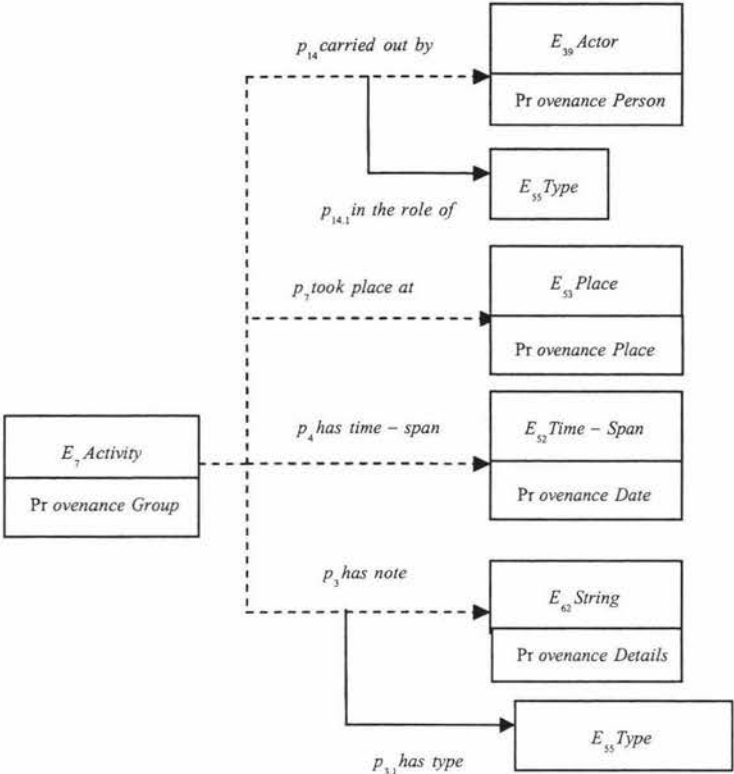 p₁₄ carried out by
E₃₉ Actor
Pr ovenance Person
E₅₅ Type
p₁₄.₁ in the role of
p₇ took place at
E₅₃ Place
Pr ovenance Place
p₄ has time – span
E₅₂ Time – Span
E₇ Activity
Pr ovenance Group
Pr ovenance Date
p₃ has note
E₆₂ String
Pr ovenance Details
E₅₅ Type
p₃.₁ has type